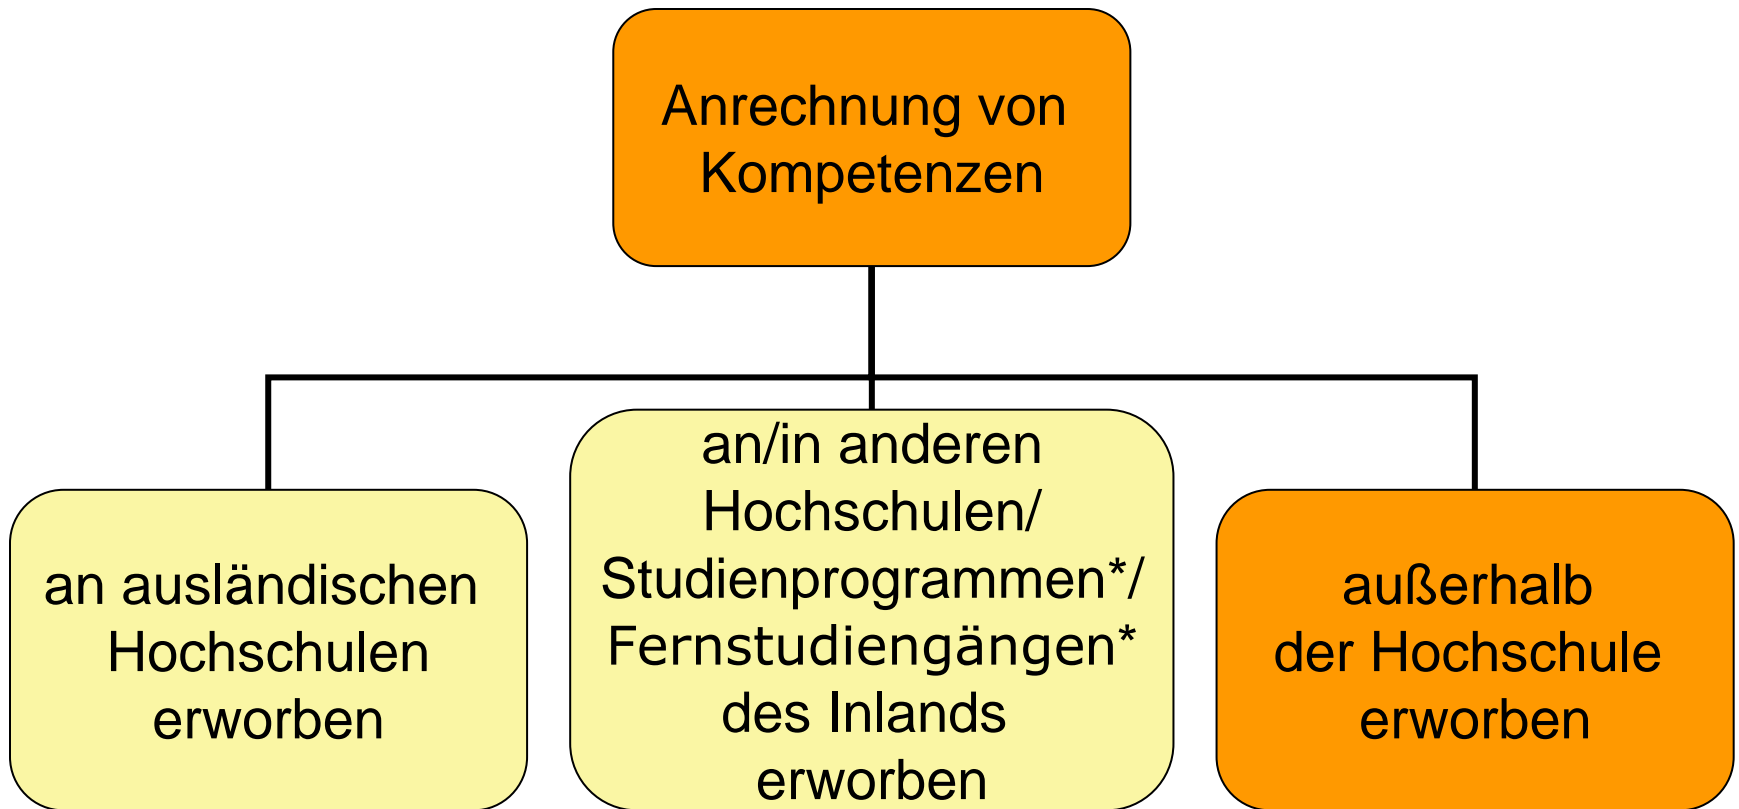 Anrechnung von
Kompetenzen
an ausländischen
Hochschulen
erworben
an/in anderen
Hochschulen/
Studienprogrammen*/
Fernstudiengängen*
des Inlands
erworben
außerhalb
der Hochschule
erworben